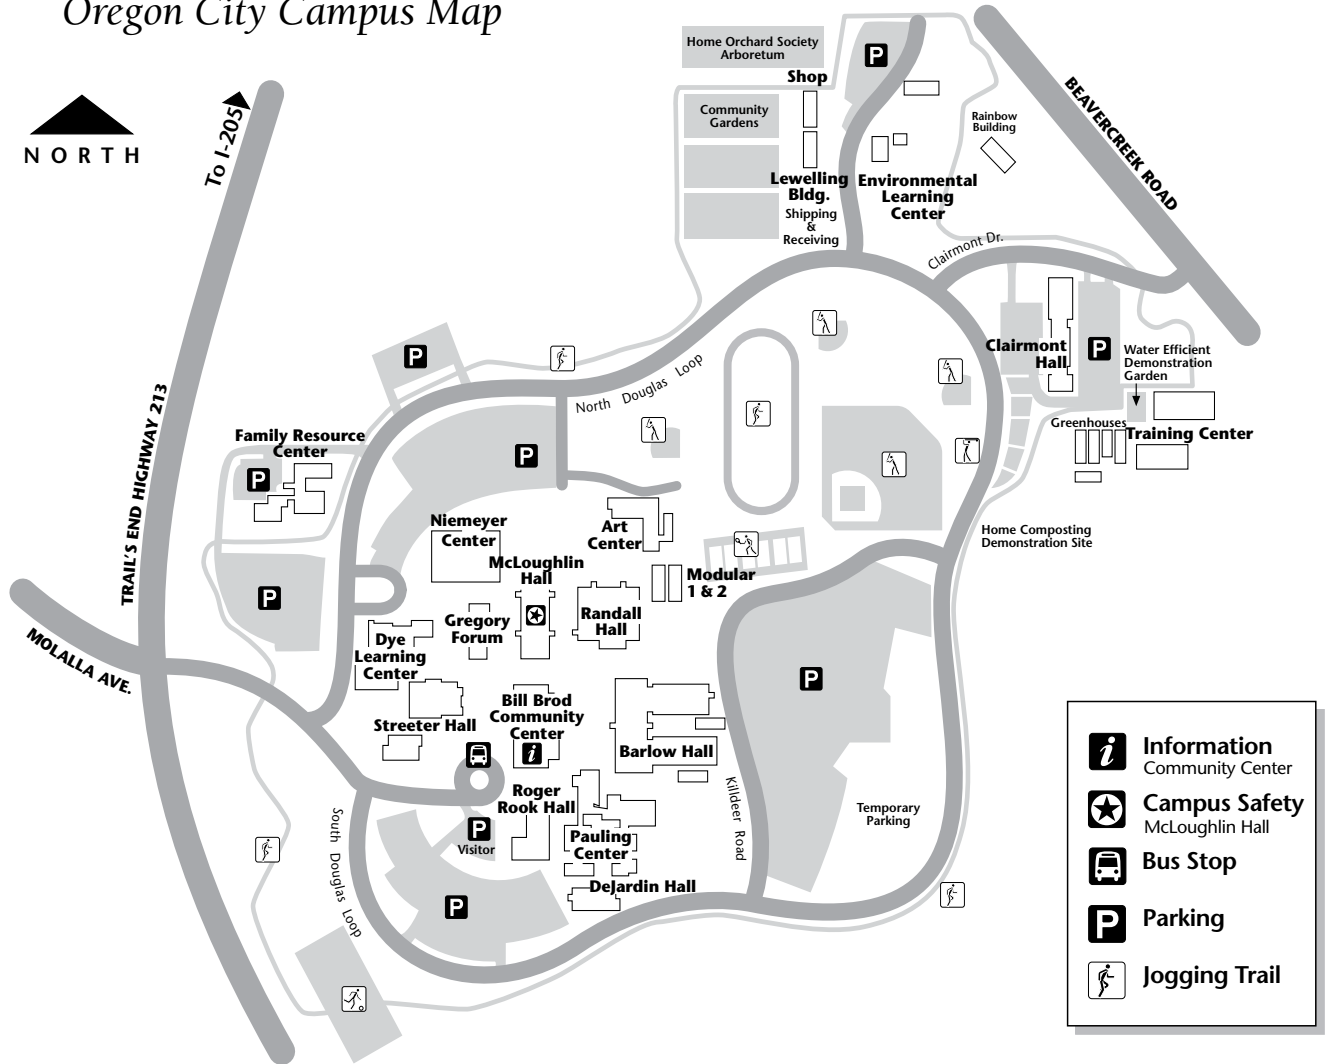 Oregon City Campus Map
NORTH
To I-205
TRAIL'S END HIGHWAY 213
MOLALLA AVE.
BEAVERCREEK ROAD
Home Orchard Society
Arboretum
P
Shop
Community
Gardens
Rainbow
Building
Lewelling
Bldg.
Shipping
&
Receiving
Environmental
Learning
Center
Clairmont Dr.
Clairmont
Hall
P
Water Efficient
Demonstration
Garden
Greenhouses
Training Center
Home Composting
Demonstration Site
P
North Douglas Loop
Family Resource
Center
P
P
P
Niemeyer
Center
Art
Center
McLoughlin
Hall
Modular
1 & 2
Gregory
Forum
Randall
Hall
Dye
Learning
Center
Streeter Hall
Bill Brod
Community
Center
i
Barlow Hall
P
Roger
Rook Hall
P
Visitor
Pauling
Center
DeJardin Hall
P
Killdeer Road
Temporary
Parking
South Douglas Loop
i Information
Community Center
Campus Safety
McLoughlin Hall
Bus Stop
P Parking
Jogging Trail